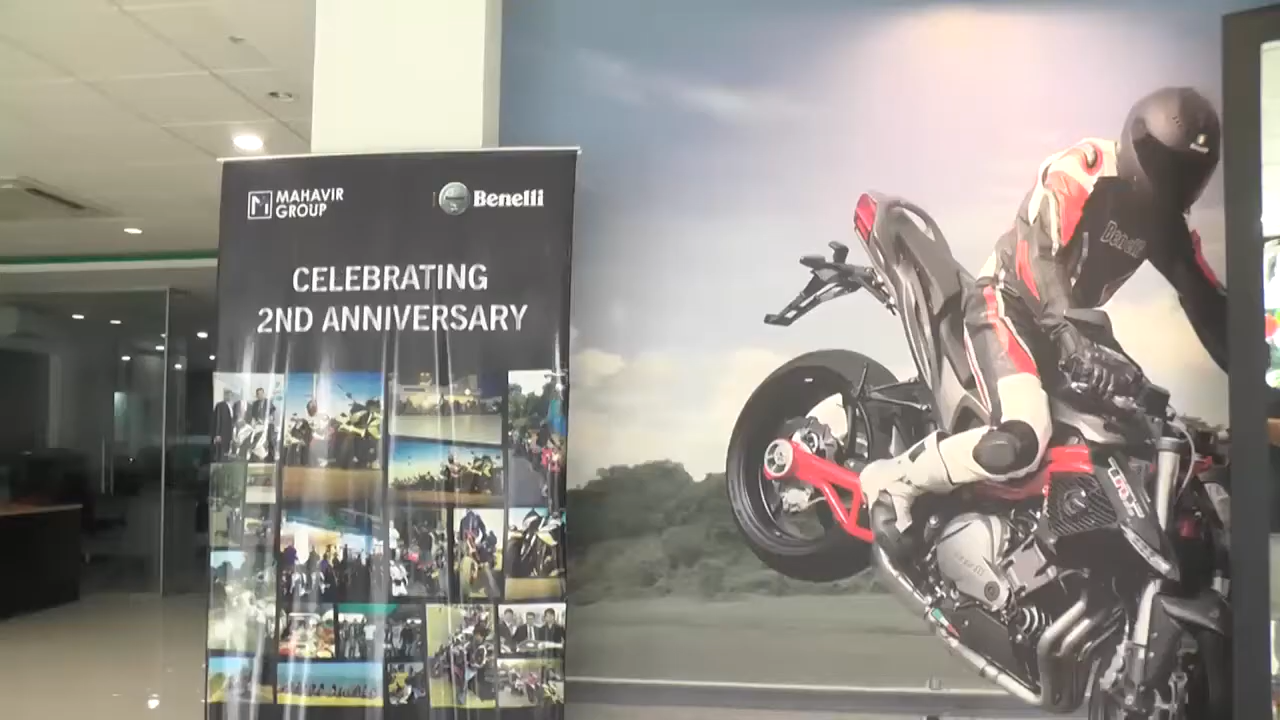 MAHAVIR
GROUP
Benelli
CELEBRATING
2ND ANNIVERSARY
Benelli